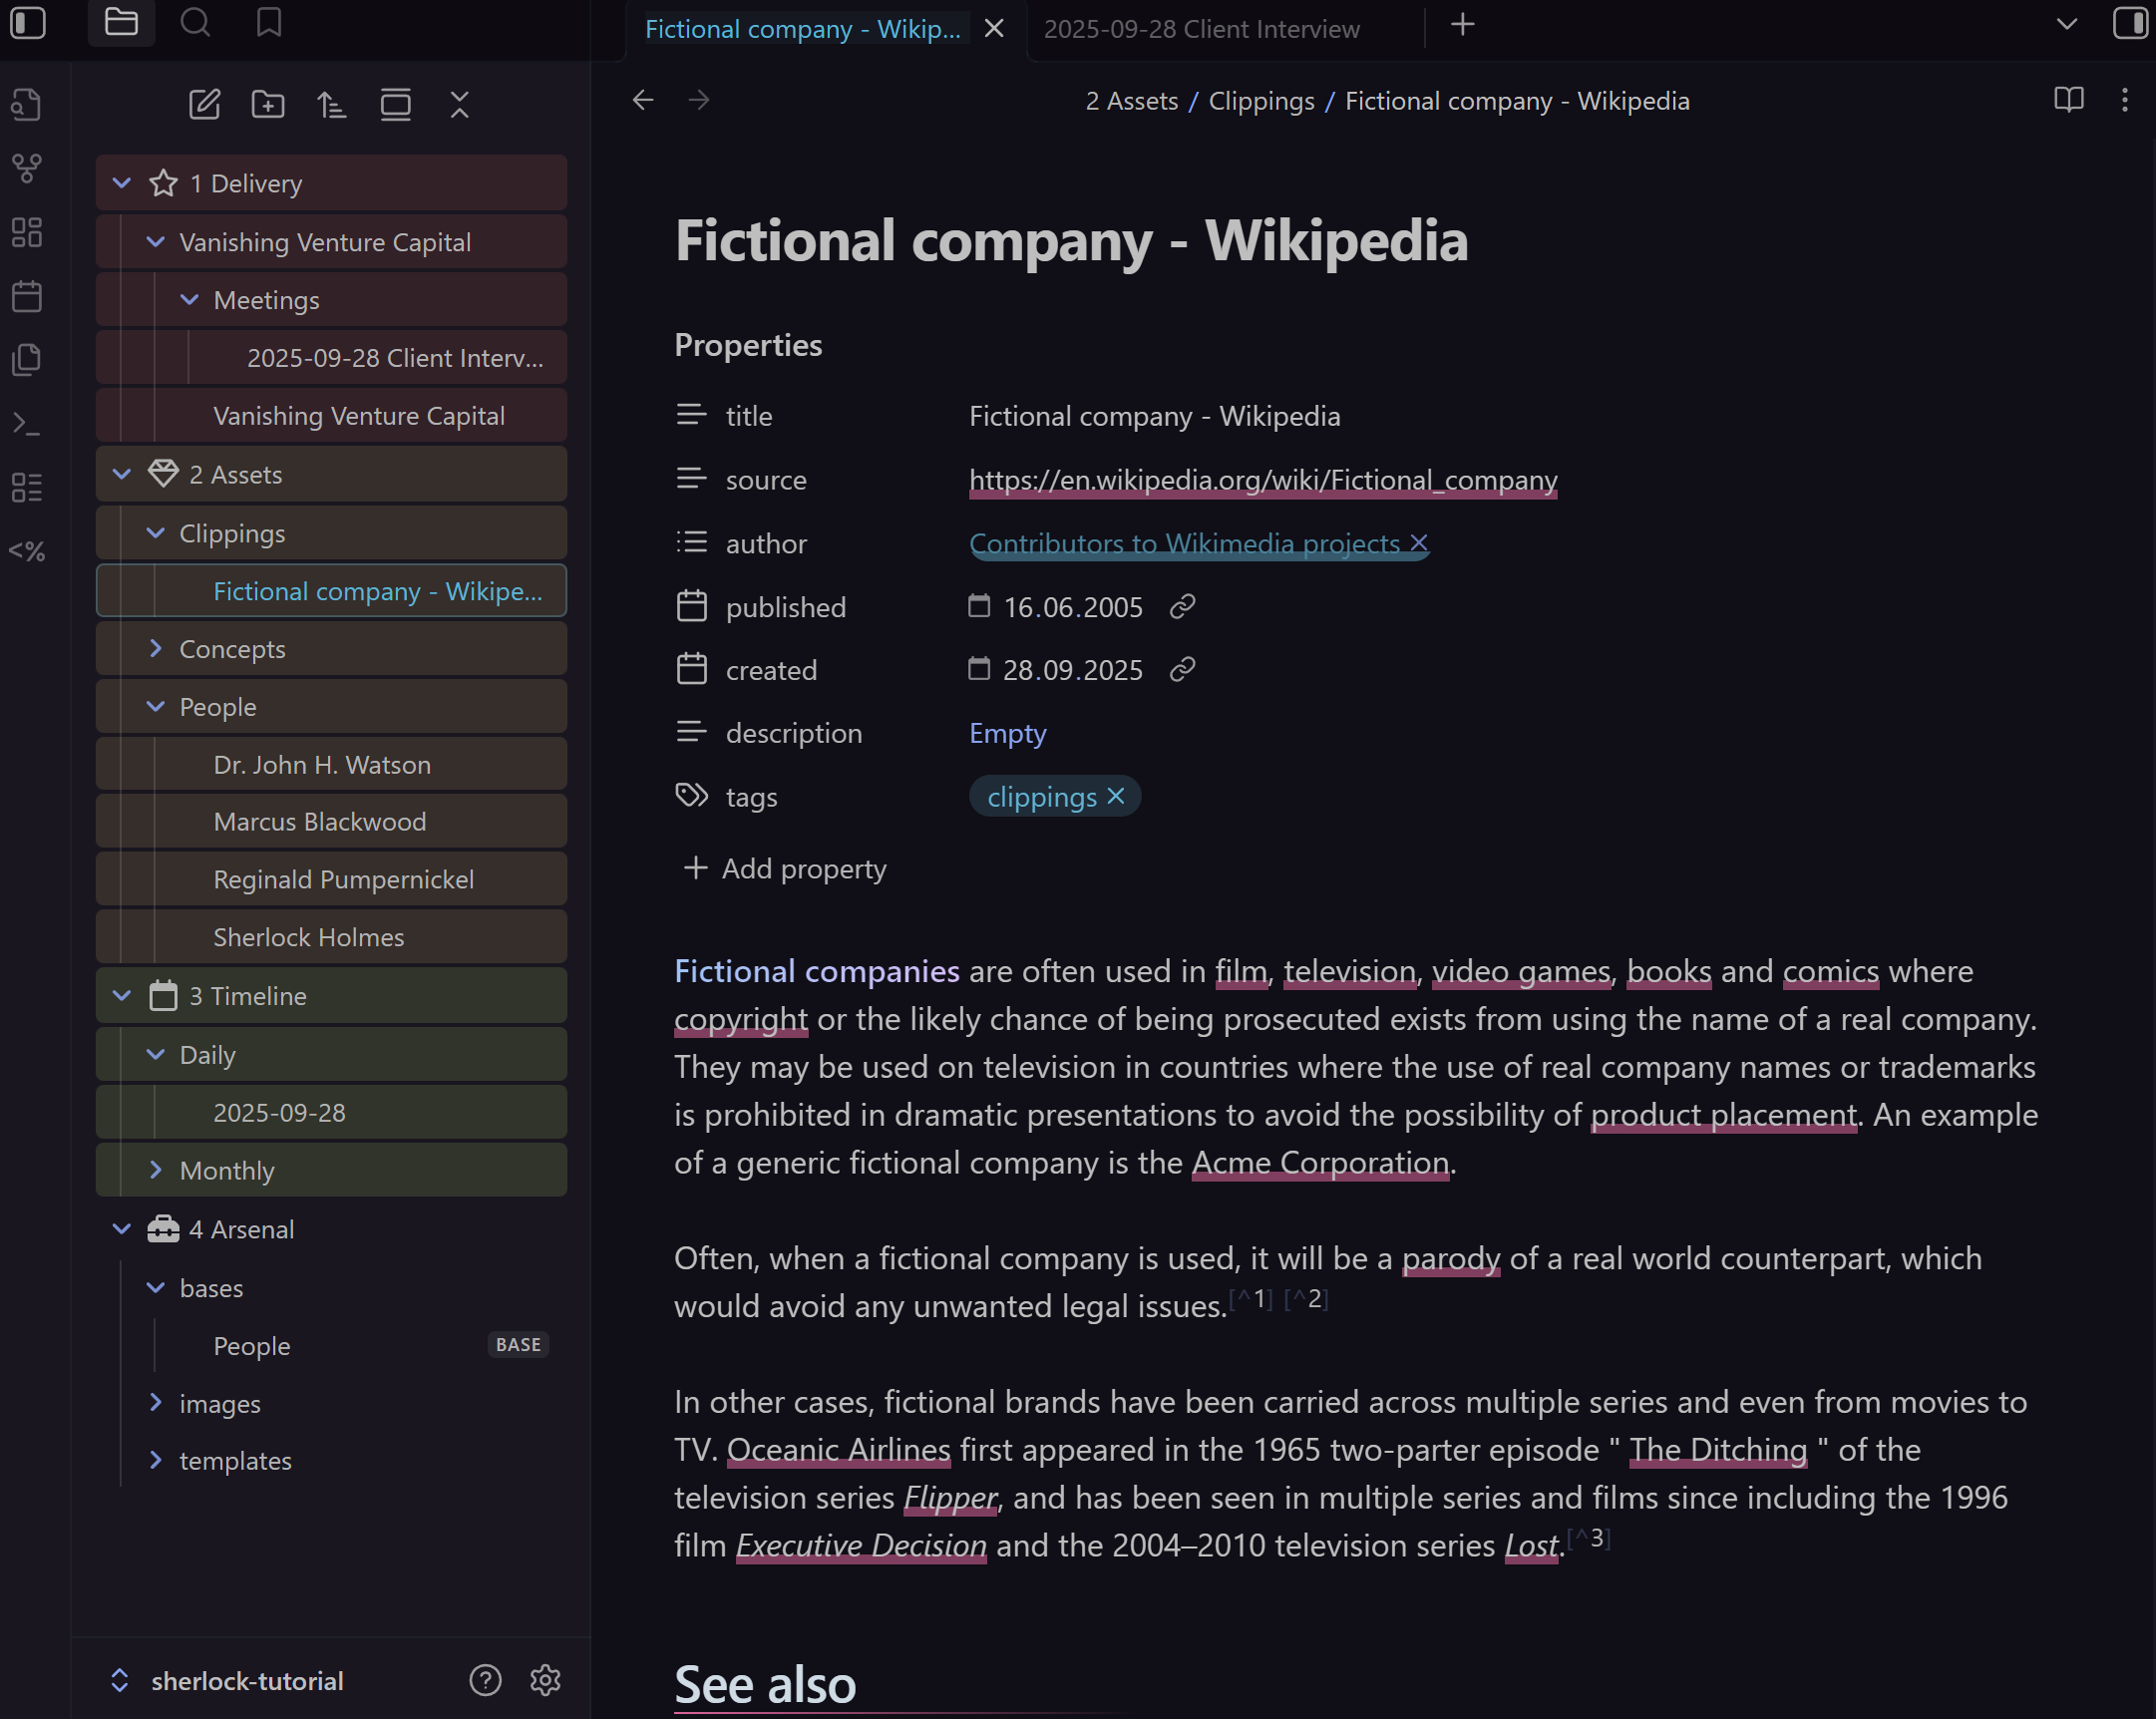 Fictional company - Wikip...
2025-09-28 Client Interview
1 Delivery
Vanishing Venture Capital
Meetings
2025-09-28 Client Interv...
Vanishing Venture Capital
2 Assets
Clippings
Fictional company - Wikipe...
Concepts
People
Dr. John H. Watson
Marcus Blackwood
Reginald Pumpernickel
Sherlock Holmes
3 Timeline
Daily
2025-09-28
Monthly
4 Arsenal
bases
People BASE
images
templates
sherlock-tutorial
<%
2 Assets / Clippings / Fictional company - Wikipedia
Fictional company - Wikipedia
Properties
title Fictional company - Wikipedia
source https://en.wikipedia.org/wiki/Fictional_company
author Contributors to Wikimedia projects
published 16.06.2005
created 28.09.2025
description Empty
tags clippings
Add property
Fictional companies are often used in film, television, video games, books and comics where
copyright or the likely chance of being prosecuted exists from using the name of a real company.
They may be used on television in countries where the use of real company names or trademarks
is prohibited in dramatic presentations to avoid the possibility of product placement. An example
of a generic fictional company is the Acme Corporation.
Often, when a fictional company is used, it will be a parody of a real world counterpart, which
would avoid any unwanted legal issues.[^1] [^2]
In other cases, fictional brands have been carried across multiple series and even from movies to
TV. Oceanic Airlines first appeared in the 1965 two-parter episode " The Ditching " of the
television series Flipper, and has been seen in multiple series and films since including the 1996
film Executive Decision and the 2004–2010 television series Lost.[^3]
See also